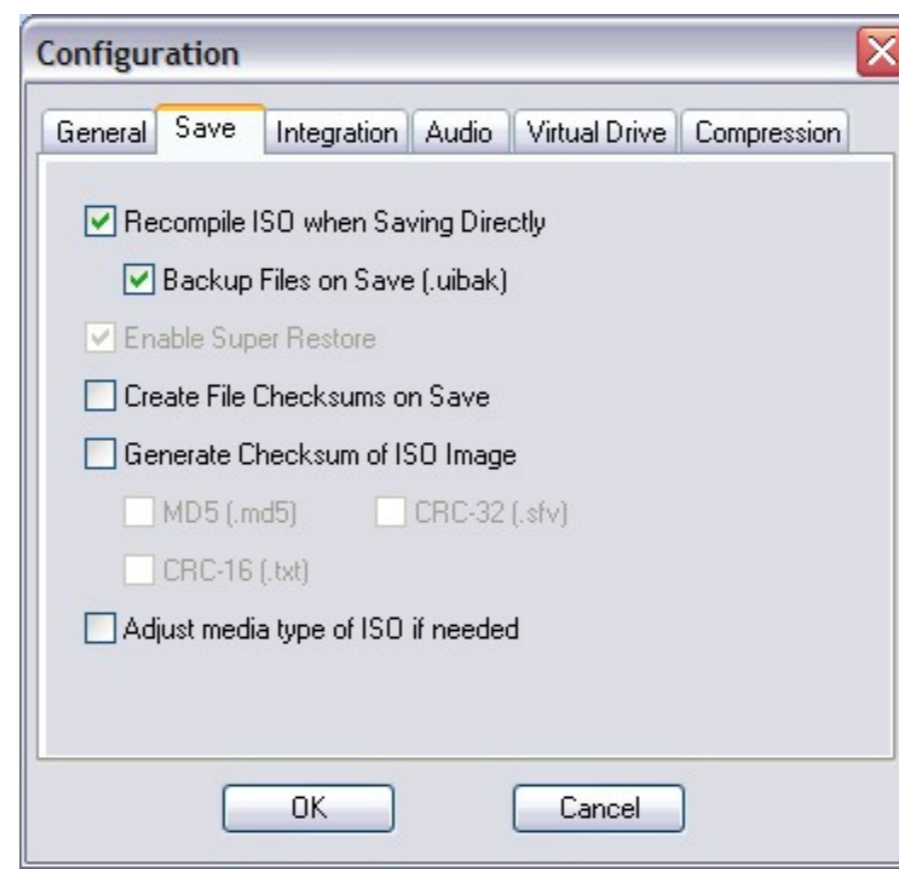 Configuration
General Save Integration Audio Virtual Drive Compression
Recompile ISO when Saving Directly
Backup Files on Save (.uibak)
Enable Super Restore
Create File Checksums on Save
Generate Checksum of ISO Image
MD5 (.md5) CRC-32 (.sfv)
CRC-16 (.txt)
Adjust media type of ISO if needed
OK Cancel